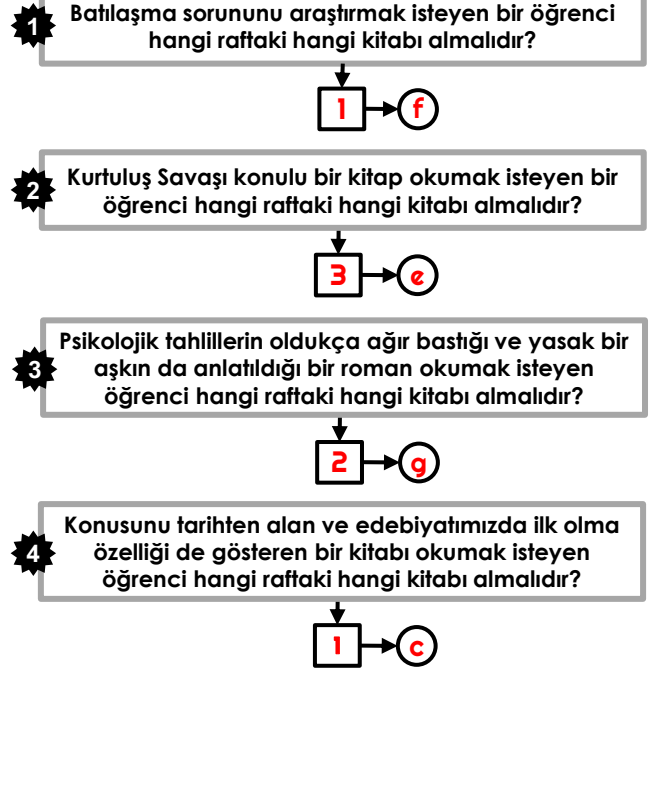 1 Batılaşma sorununu araştırmak isteyen bir öğrenci
hangi raftaki hangi kitabı almalıdır?
1 f
2 Kurtuluş Savaşı konulu bir kitap okumak isteyen bir
öğrenci hangi raftaki hangi kitabı almalıdır?
3 e
Psikolojik tahlillerin oldukça ağır bastığı ve yasak bir
3 aşkın da anlatıldığı bir roman okumak isteyen
öğrenci hangi raftaki hangi kitabı almalıdır?
2 g
Konusunu tarihten alan ve edebiyatımızda ilk olma
4 özelliği de gösteren bir kitabı okumak isteyen
öğrenci hangi raftaki hangi kitabı almalıdır?
1 c